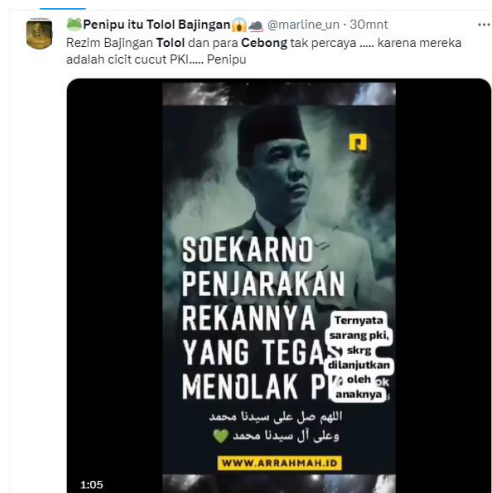 🐸Penipu itu Tolol Bajingan😱🐀 @marline_un · 30mnt
Rezim Bajingan Tolol dan para Cebong tak percaya ..... karena mereka
adalah cicit cucut PKI..... Penipu
SOEKARNO
PENJARAKAN
REKANNYA
YANG TEGAS
MENOLAK
Ternyata
sarang pki,
skrg
dilanjutkan
oleh
anaknya
اللهم صل على سيدنا محمد
وعلى آل سيدنا محمد 💚
WWW.ARRAHMAH.ID
1:05